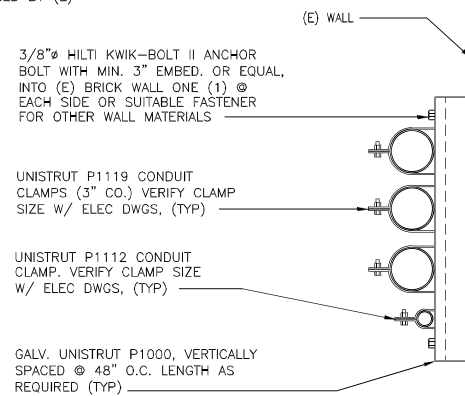 (E) WALL
3/8"ø HILTI KWIK-BOLT II ANCHOR
BOLT WITH MIN. 3" EMBED. OR EQUAL,
INTO (E) BRICK WALL ONE (1) @
EACH SIDE OR SUITABLE FASTENER
FOR OTHER WALL MATERIALS
UNISTRUT P1119 CONDUIT
CLAMPS (3" CO.) VERIFY CLAMP
SIZE W/ ELEC DWGS, (TYP)
UNISTRUT P1112 CONDUIT
CLAMP. VERIFY CLAMP SIZE
W/ ELEC DWGS, (TYP)
GALV. UNISTRUT P1000, VERTICALLY
SPACED @ 48" O.C. LENGTH AS
REQUIRED (TYP)